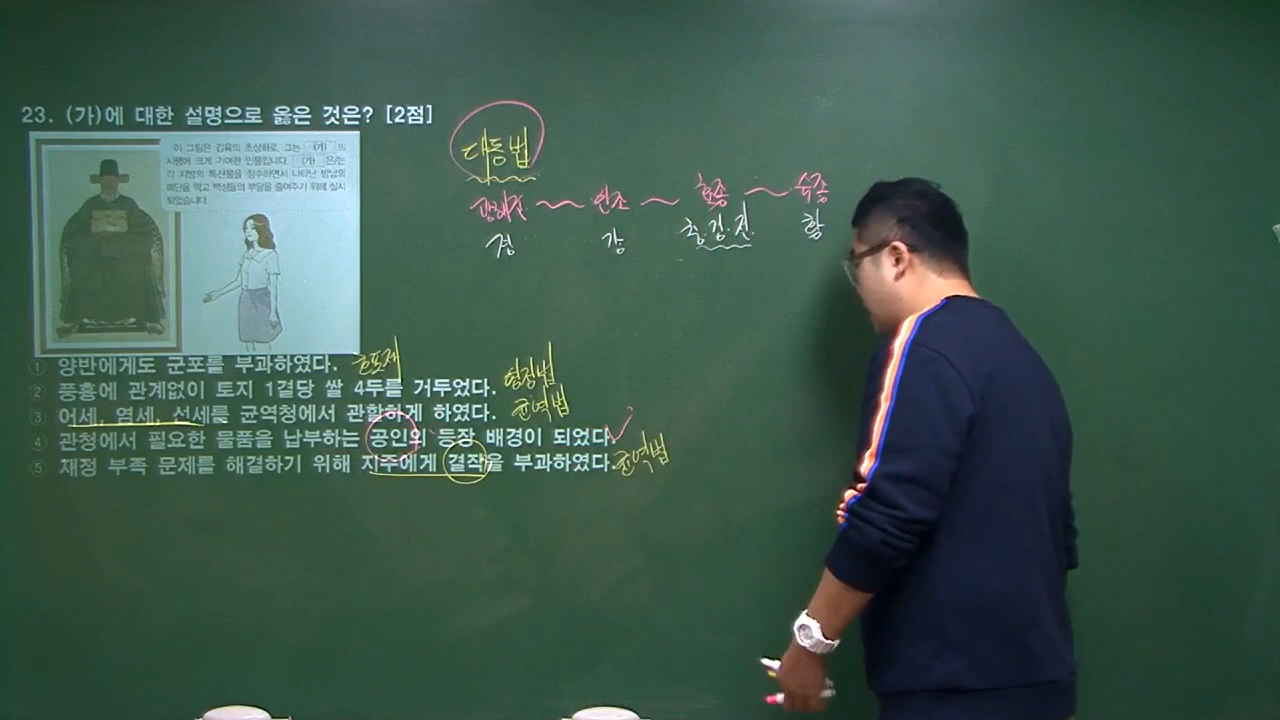 23. (가)에 대한 설명으로 옳은 것은? [2점]
이 그림은 김육의 초상화로, 그는 (가) 의
시행에 크게 기여한 인물입니다. (가) 은/는
각 지방의 특산물을 징수하면서 나타난 방납의
폐단을 막고 백성들의 부담을 줄여주기 위해 실시
되었습니다.
① 양반에게도 군포를 부과하였다. 호포제
② 풍흉에 관계없이 토지 1결당 쌀 4두를 거두었다. 영정법
③ 어세, 염세, 선세를 균역청에서 관할하게 하였다. 균역법
④ 관청에서 필요한 물품을 납부하는 공인의 등장 배경이 되었다.
⑤ 재정 부족 문제를 해결하기 위해 지주에게 결작을 부과하였다. 균역법
대동법
광해군 ~ 인조 ~ 효종 ~ 숙종
경 강 충·전 황